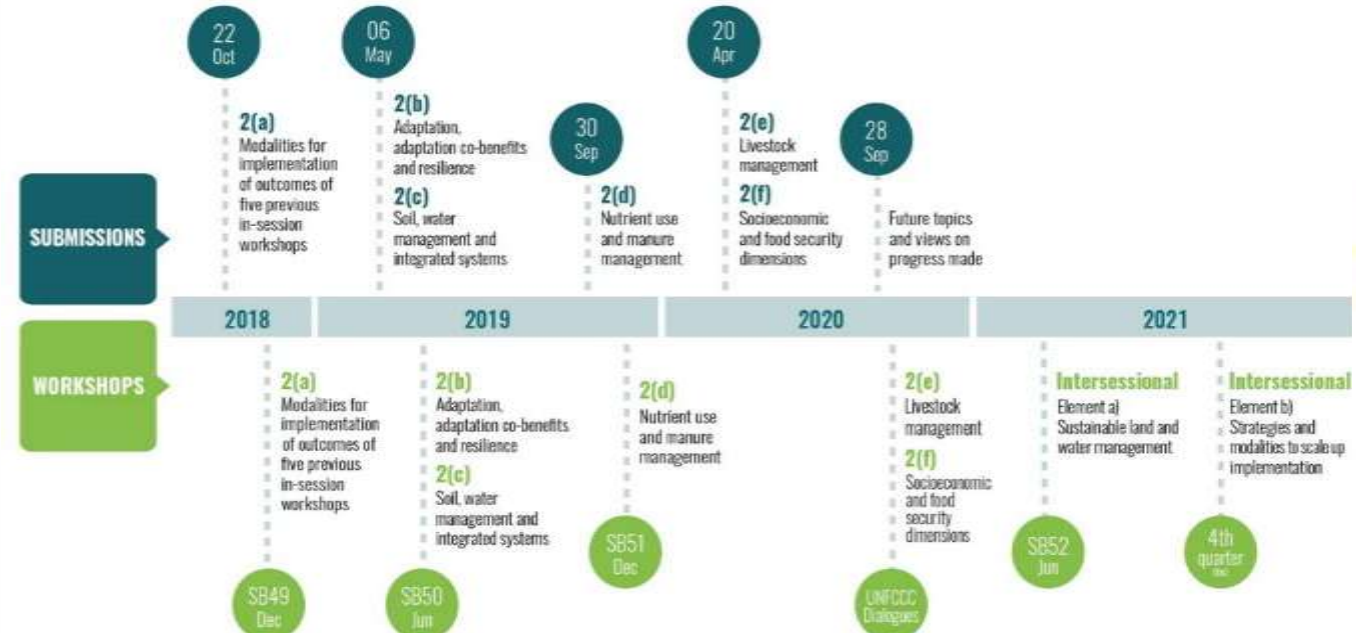 22
Oct
2(a)
Modalities for
implementation
of outcomes of
five previous
in-session
workshops
06
May
2(b)
Adaptation,
adaptation co-benefits
and resilience
2(c)
Soil, water
management and
integrated systems
30
Sep
2(d)
Nutrient use
and manure
management
20
Apr
2(e)
Livestock
management
2(f)
Socioeconomic
and food security
dimensions
28
Sep
Future topics
and views on
progress made
SUBMISSIONS
2018
2019
2020
2021
WORKSHOPS
2(a)
Modalities for
implementation
of outcomes of
five previous
in-session
workshops
SB49
Dec
2(b)
Adaptation,
adaptation co-benefits
and resilience
2(c)
Soil, water
management and
integrated systems
SB50
Jun
2(d)
Nutrient use
and manure
management
SB51
Dec
2(e)
Livestock
management
2(f)
Socioeconomic
and food
security
dimensions
UNFCCC
Dialogues
Intersessional
Element a)
Sustainable land and
water management
SB52
Jun
Intersessional
Element b)
Strategies and
modalities to scale up
implementation
4th
quarter